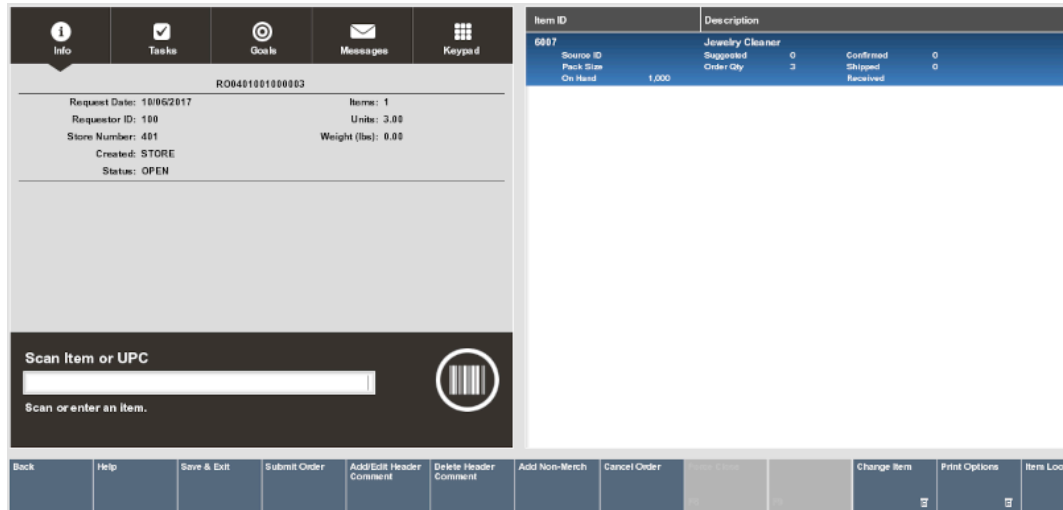 Info Tasks Goals Messages Keypad
RO0401001000003
Request Date: 10/06/2017 Items: 1
Requestor ID: 100 Units: 3.00
Store Number: 401 Weight (lbs): 0.00
Created: STORE
Status: OPEN
Scan Item or UPC
Scan or enter an item.
Item ID Description
6007 Jewelry Cleaner
Source ID Suggested 0 Confirmed 0
Pack Size Order Qty 3 Shipped 0
On Hand 1,000 Received
Back Help Save & Exit Submit Order Add/Edit Header Delete Header Add Non-Merch Cancel Order Change Item Print Options Item Loo
Comment Comment